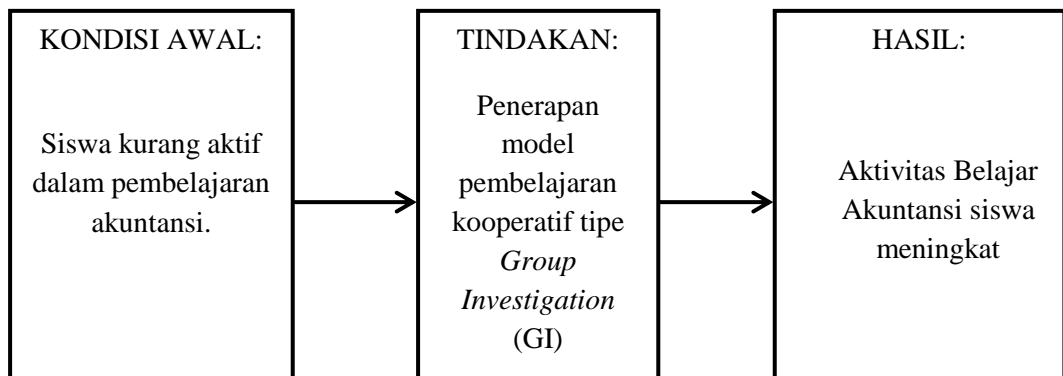 KONDISI AWAL:
Siswa kurang aktif
dalam pembelajaran
akuntansi.
TINDAKAN:
Penerapan
model
pembelajaran
kooperatif tipe
Group
Investigation
(GI)
HASIL:
Aktivitas Belajar
Akuntansi siswa
meningkat